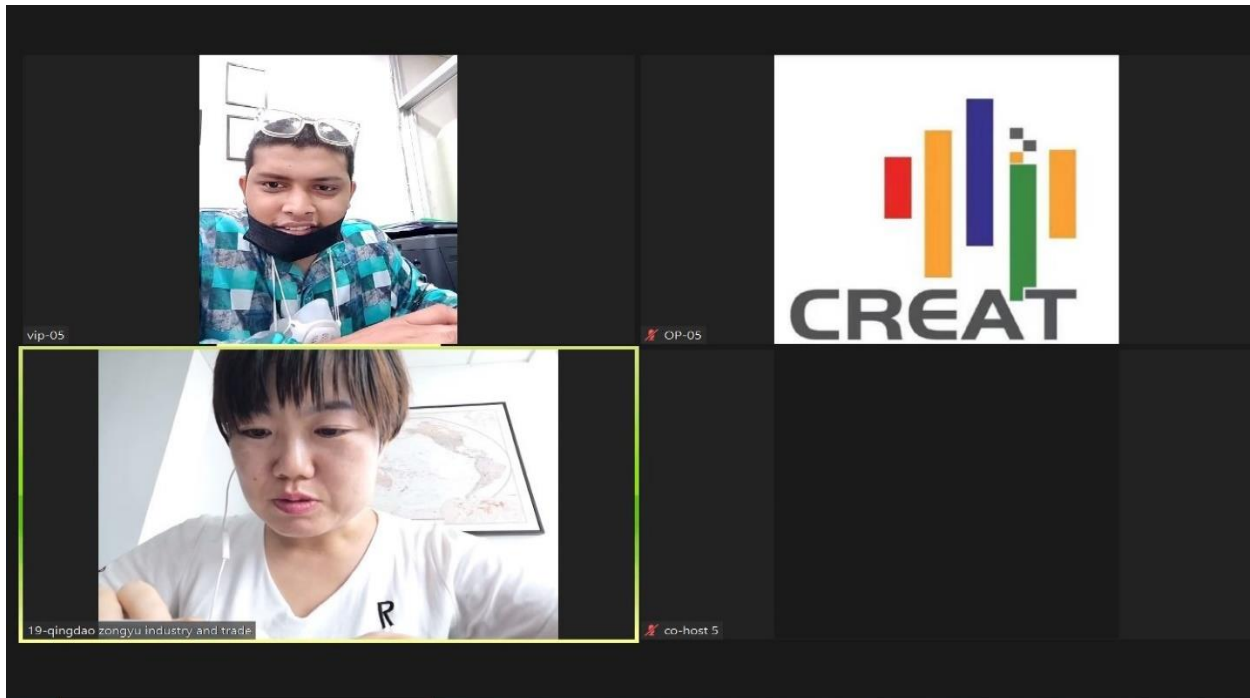 vip-05
CREAT
OP-05
R
19-qingdao zongyu industry and trade
co-host 5